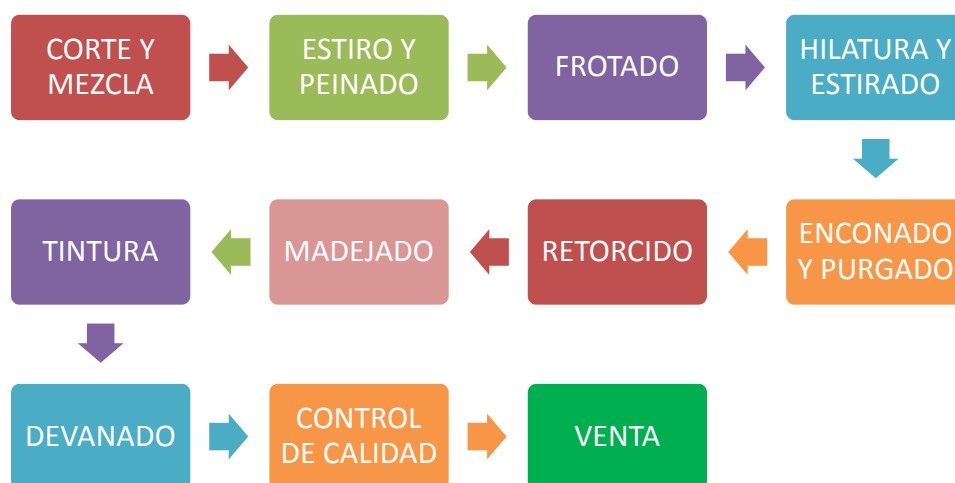 CORTE Y
MEZCLA
ESTIRO Y
PEINADO
FROTADO
HILATURA Y
ESTIRADO
ENCONADO
Y PURGADO
RETORCIDO
MADEJADO
TINTURA
DEVANADO
CONTROL
DE CALIDAD
VENTA